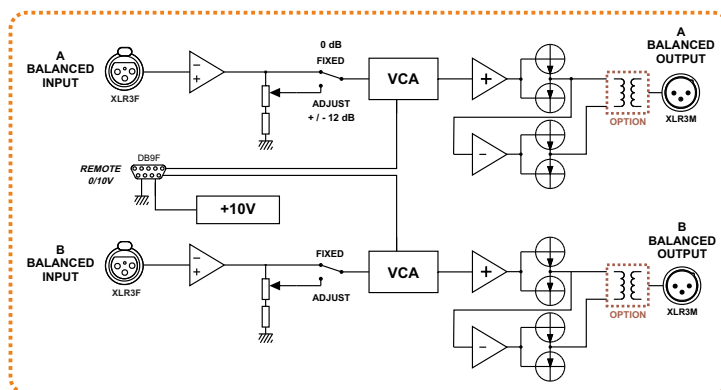 A
BALANCED
INPUT
XLR3F
−
+
0 dB
FIXED
ADJUST
+ / - 12 dB
VCA
+
−
OPTION
A
BALANCED
OUTPUT
XLR3M
REMOTE
0/10V
DB9F
+10V
B
BALANCED
INPUT
XLR3F
−
+
FIXED
ADJUST
VCA
+
−
OPTION
B
BALANCED
OUTPUT
XLR3M